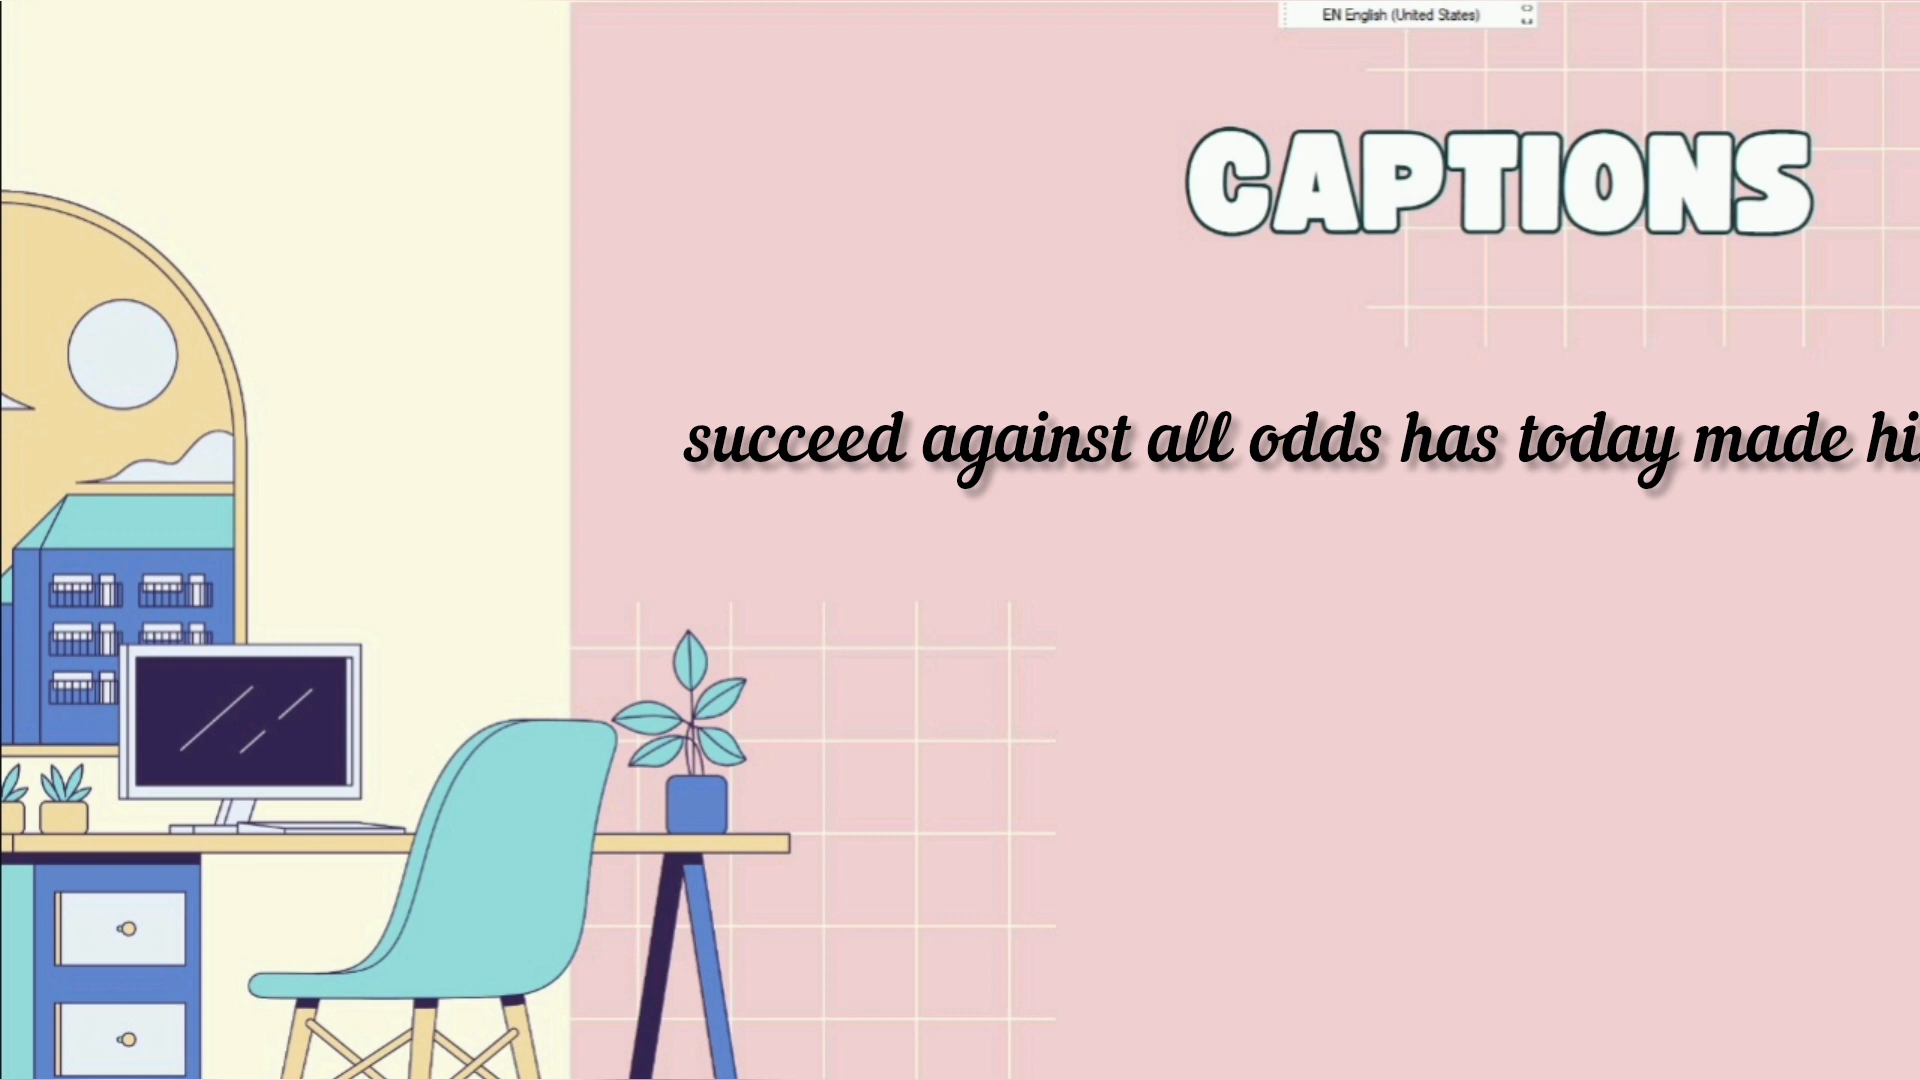 EN English (United States)
CAPTIONS
succeed against all odds has today made